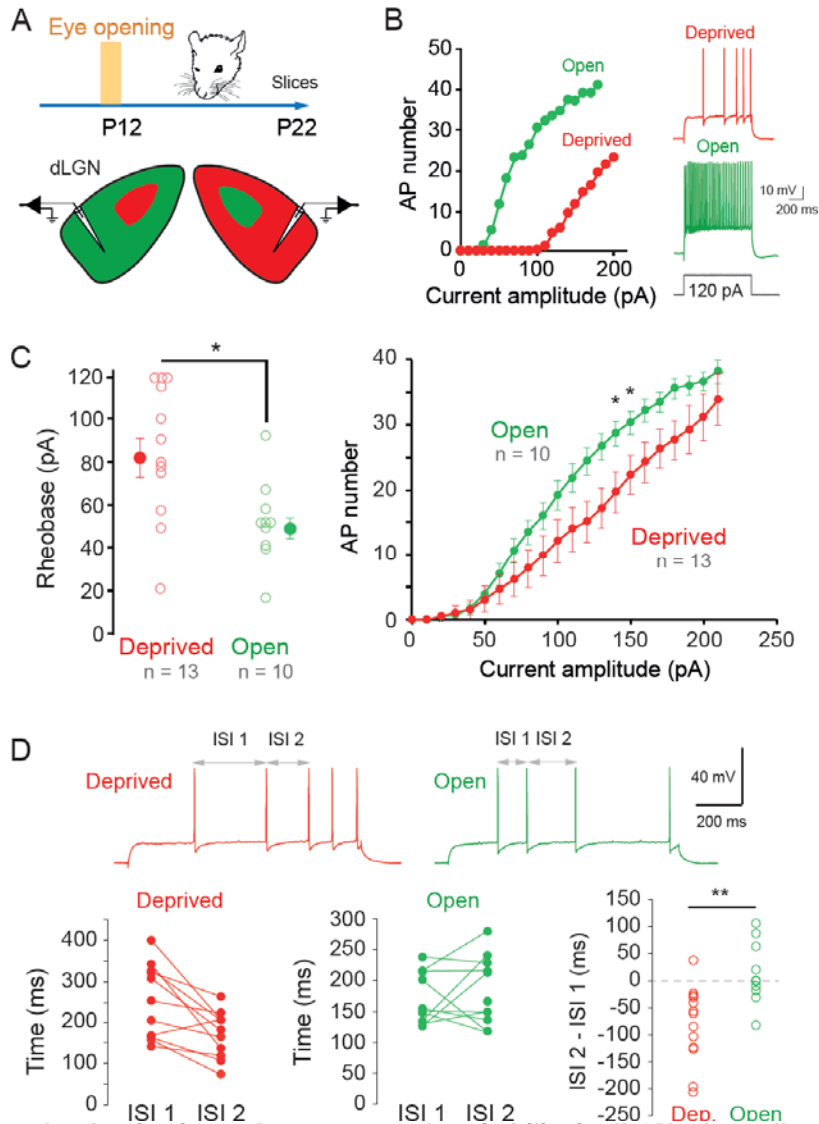 A
Eye opening
Slices
P12
P22
dLGN
B
AP number
50
40
30
20
10
0
0
100
200
Current amplitude (pA)
Open
Deprived
Deprived
Open
10 mV
200 ms
120 pA
C
*
Rheobase (pA)
120
100
80
60
40
20
0
Deprived
n = 13
Open
n = 10
AP number
40
30
20
10
0
* *
Open
n = 10
Deprived
n = 13
0
50
100
150
200
250
Current amplitude (pA)
D
ISI 1
ISI 2
Deprived
ISI 1 ISI 2
Open
40 mV
200 ms
Deprived
Time (ms)
400
300
200
100
0
ISI 1
ISI 2
Open
Time (ms)
300
250
200
150
100
50
0
ISI 1
ISI 2
**
ISI 2 - ISI 1 (ms)
150
100
50
0
-50
-100
-150
-200
-250
Dep.
Open